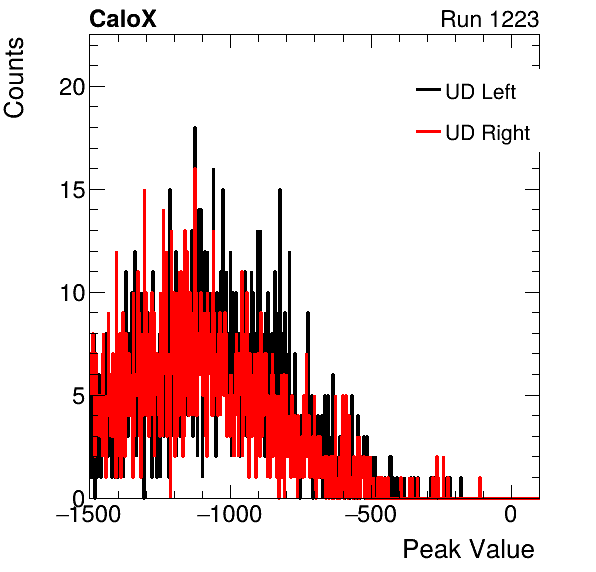 CaloX Run 1223
Counts
UD Left
UD Right
20
15
10
5
0
−1500 −1000 −500 0
Peak Value